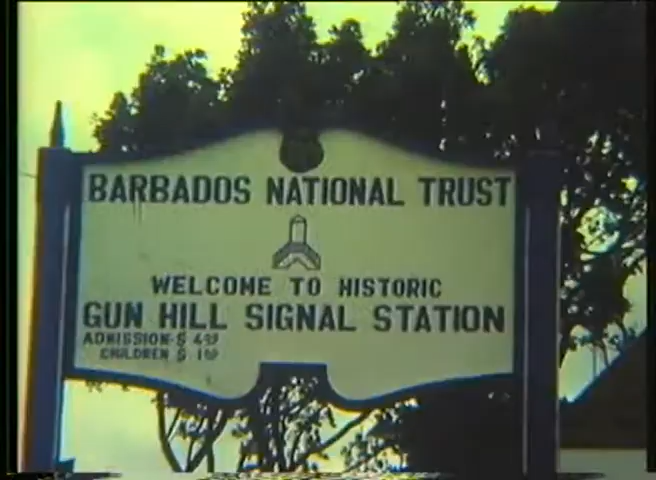 BARBADOS NATIONAL TRUST
WELCOME TO HISTORIC
GUN HILL SIGNAL STATION
ADMISSION-$
CHILDREN $